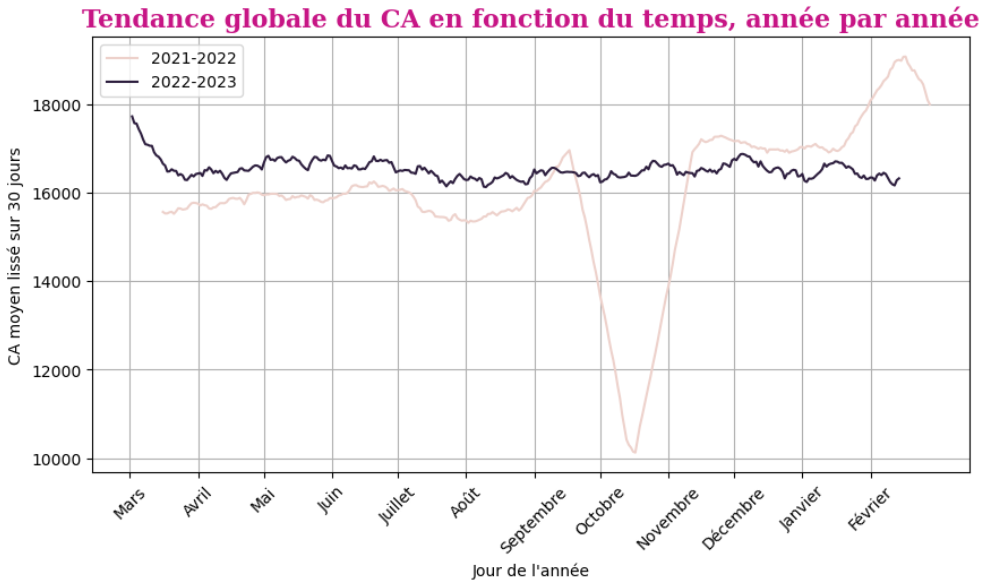 Tendance globale du CA en fonction du temps, année par année
2021-2022
2022-2023
CA moyen lissé sur 30 jours
18000
16000
14000
12000
10000
Mars
Avril
Mai
Juin
Juillet
Août
Septembre
Octobre
Novembre
Décembre
Janvier
Février
Jour de l'année